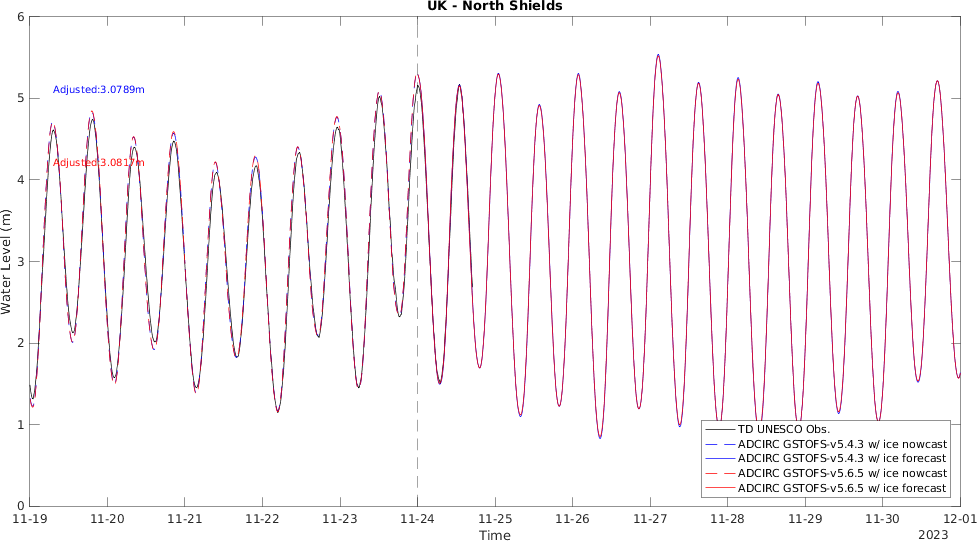 UK - North Shields
6
5
4
3
2
1
0
Water Level (m)
Adjusted:3.0789m
Adjusted:3.0817m
TD UNESCO Obs.
ADCIRC GSTOFS-v5.4.3 w/ ice nowcast
ADCIRC GSTOFS-v5.4.3 w/ ice forecast
ADCIRC GSTOFS-v5.6.5 w/ ice nowcast
ADCIRC GSTOFS-v5.6.5 w/ ice forecast
11-19 11-20 11-21 11-22 11-23 11-24 11-25 11-26 11-27 11-28 11-29 11-30 12-01
Time
2023